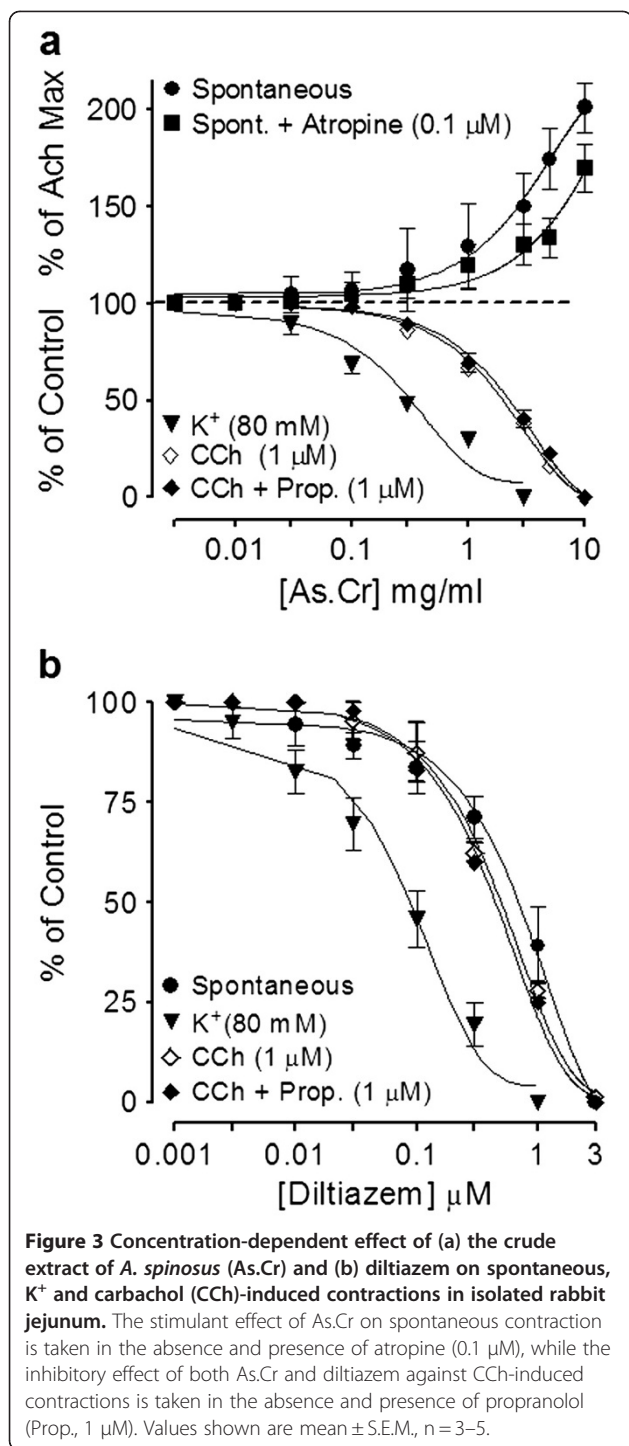 a
% of Ach Max
% of Control
Spontaneous
Spont. + Atropine (0.1 µM)
200
150
100
50
0
K+ (80 mM)
CCh (1 µM)
CCh + Prop. (1 µM)
0.01 0.1 1 10
[As.Cr] mg/ml
b
% of Control
100
75
50
25
0
Spontaneous
K+(80 mM)
CCh (1 µM)
CCh + Prop. (1 µM)
0.001 0.01 0.1 1 3
[Diltiazem] µM
Figure 3 Concentration-dependent effect of (a) the crude
extract of A. spinosus (As.Cr) and (b) diltiazem on spontaneous,
K+ and carbachol (CCh)-induced contractions in isolated rabbit
jejunum. The stimulant effect of As.Cr on spontaneous contraction
is taken in the absence and presence of atropine (0.1 µM), while the
inhibitory effect of both As.Cr and diltiazem against CCh-induced
contractions is taken in the absence and presence of propranolol
(Prop., 1 µM). Values shown are mean ± S.E.M., n = 3–5.